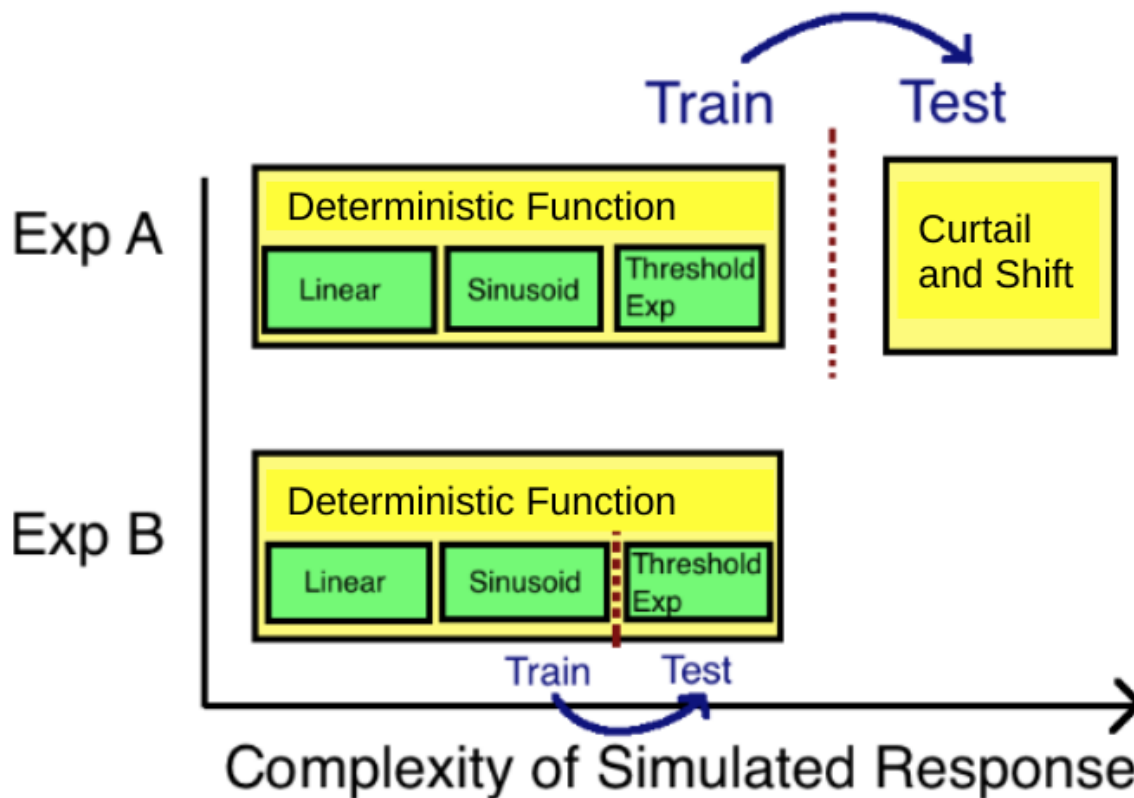 Train Test
Exp A
Deterministic Function
Linear
Sinusoid
Threshold
Exp
Curtail
and Shift
Exp B
Deterministic Function
Linear
Sinusoid
Threshold
Exp
Train Test
Complexity of Simulated Response